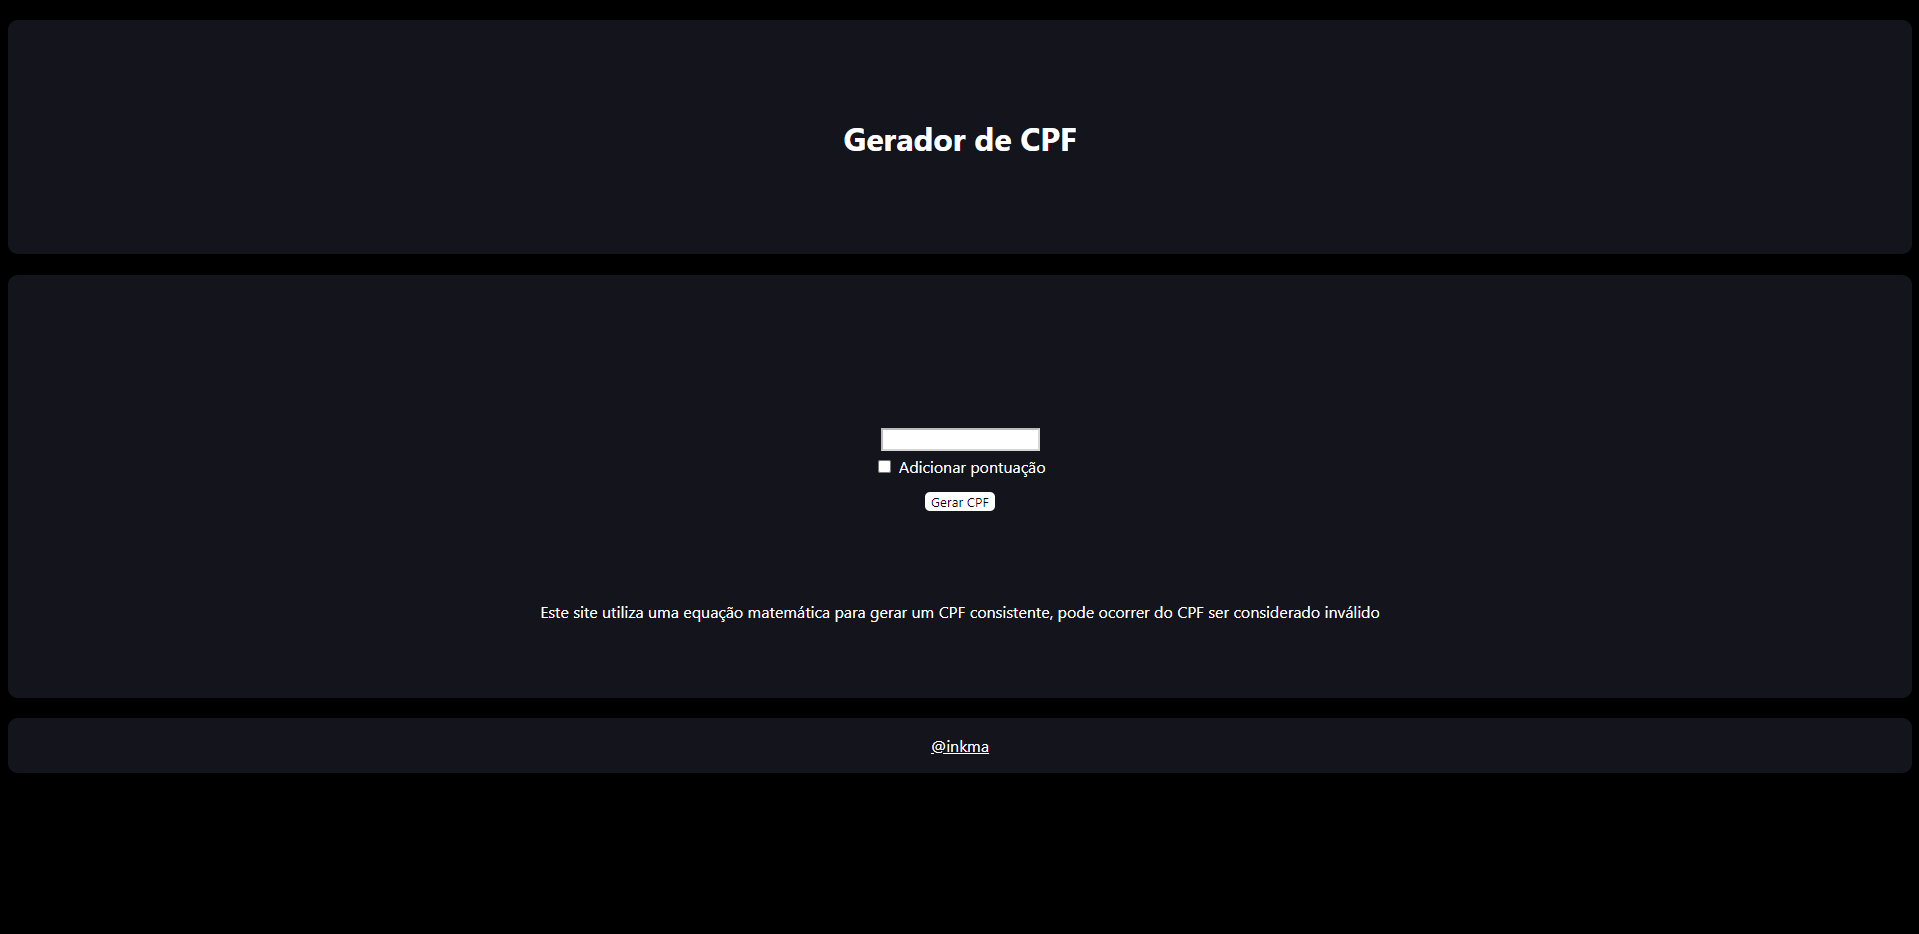 Gerador de CPF
Adicionar pontuação
Gerar CPF
Este site utiliza uma equação matemática para gerar um CPF consistente, pode ocorrer do CPF ser considerado inválido
@inkma